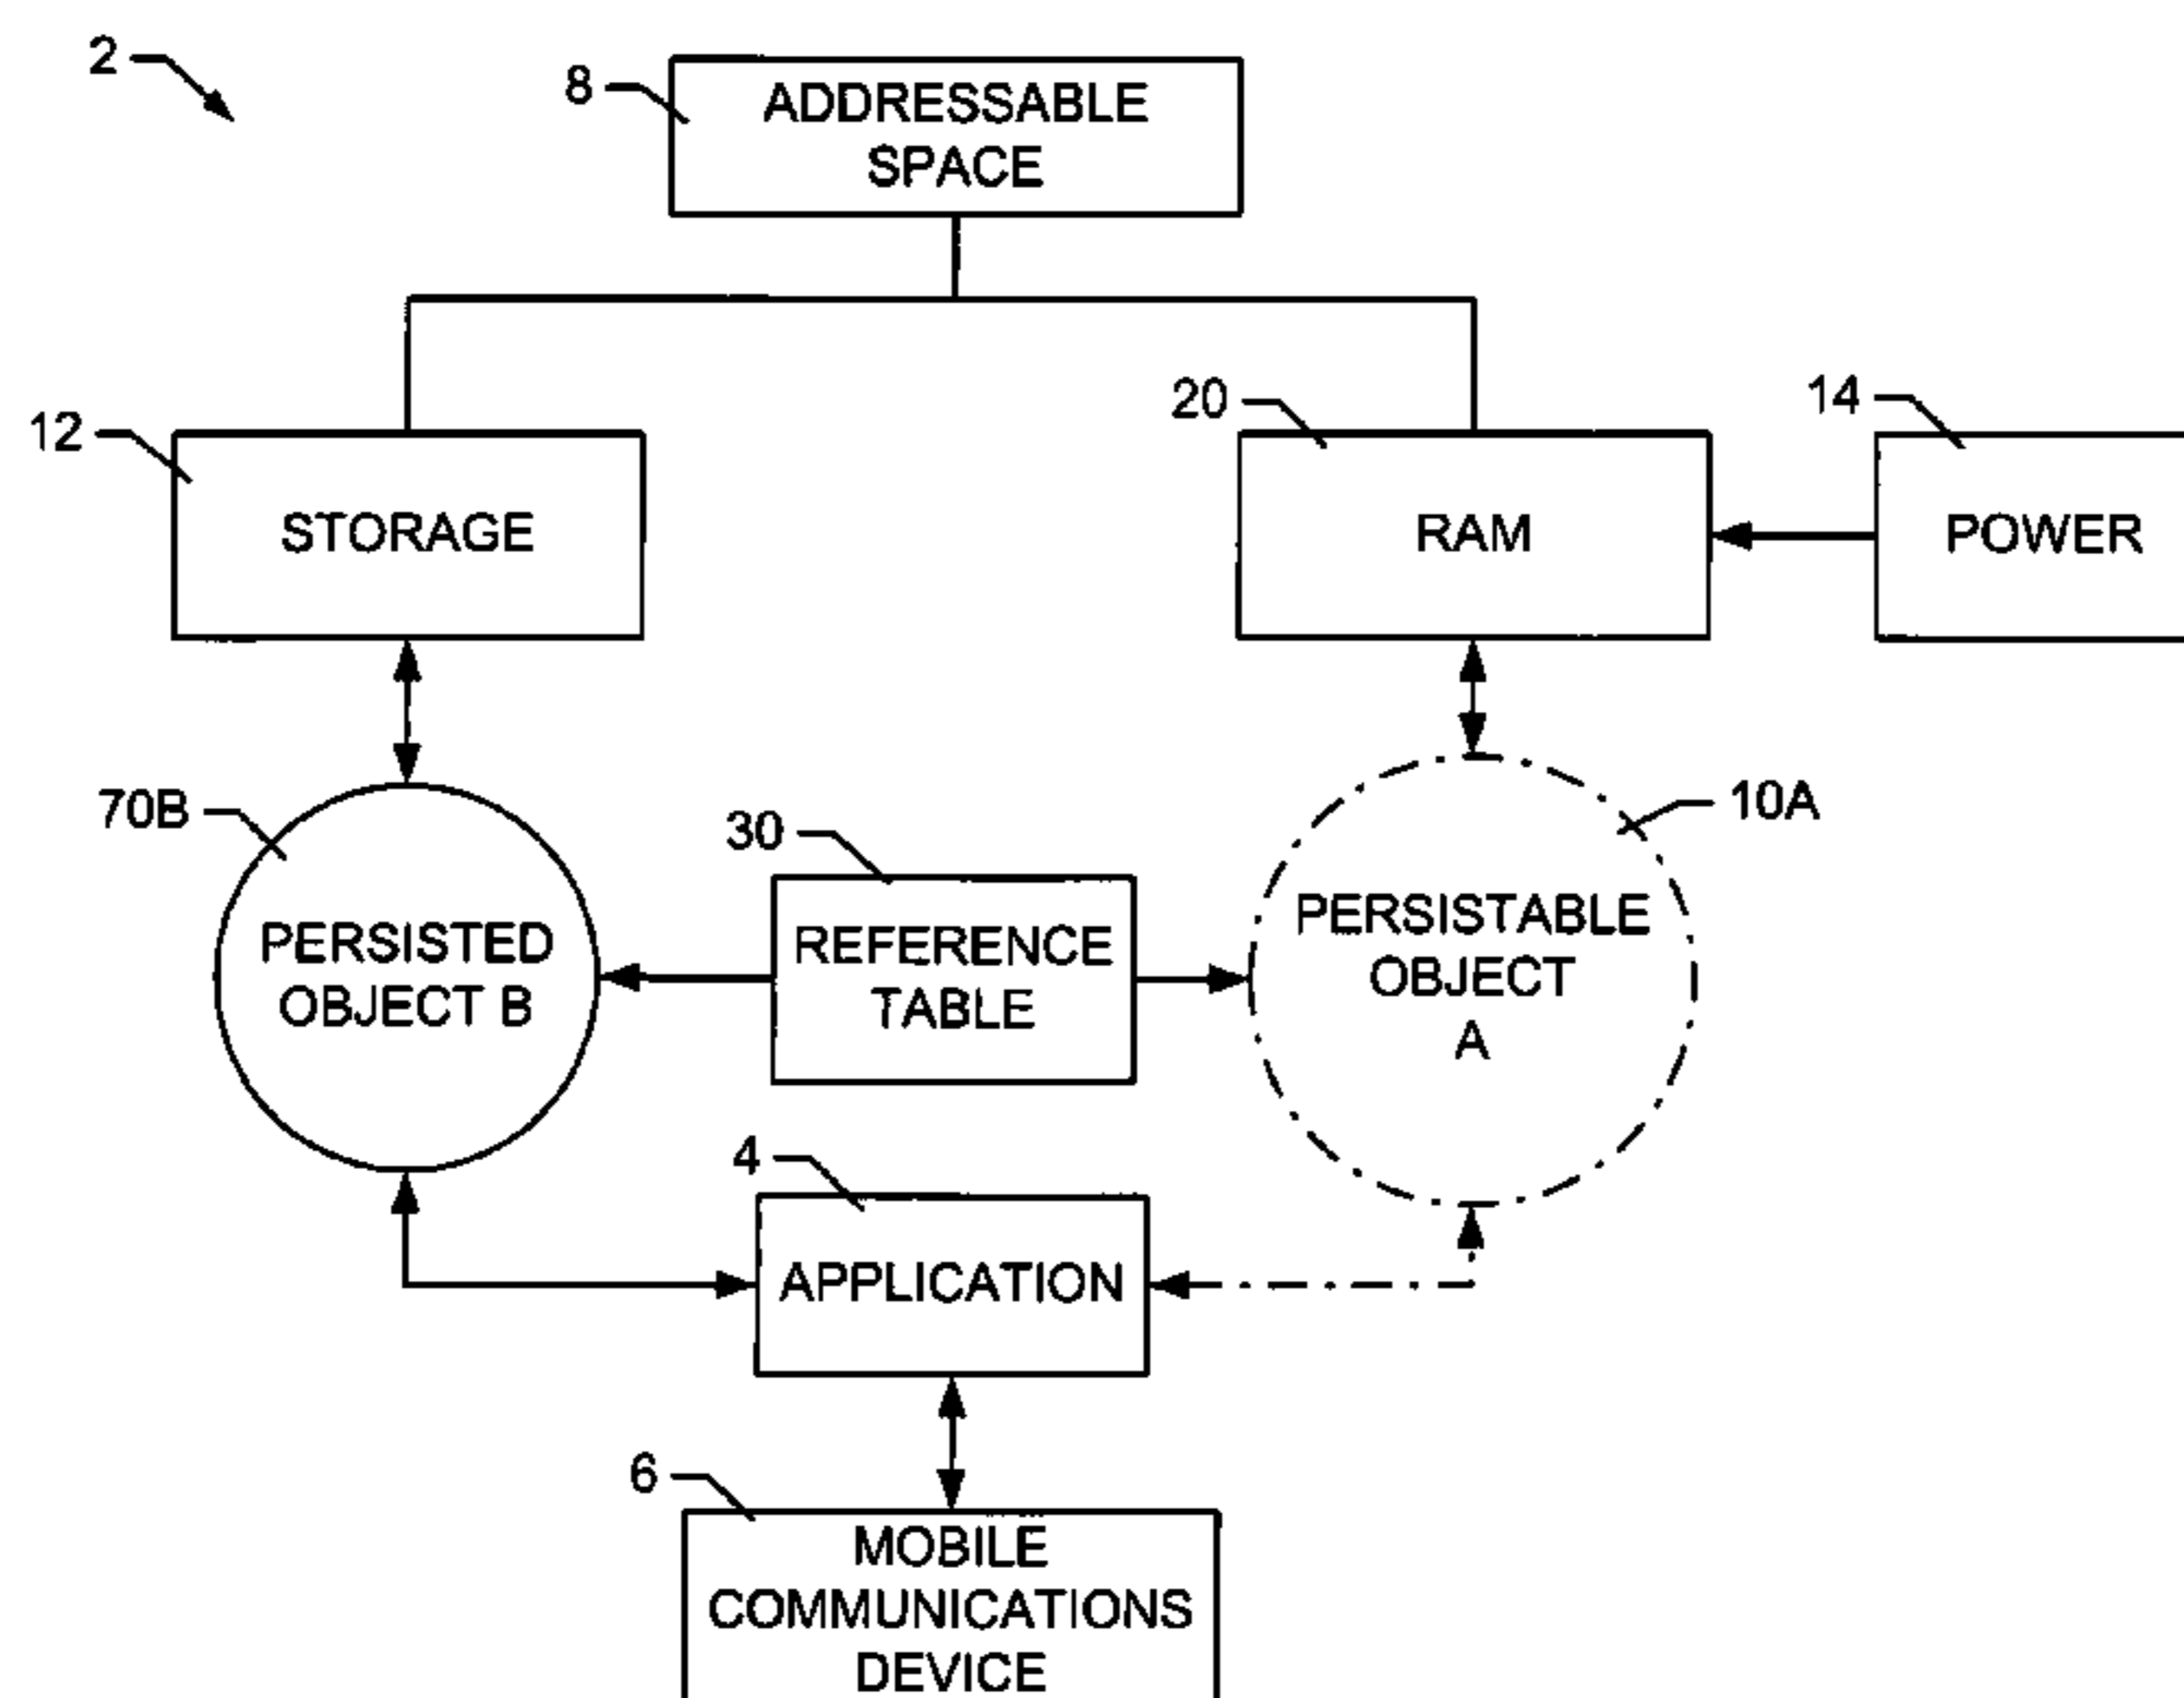 2
8
ADDRESSABLE
SPACE
12
STORAGE
20
RAM
14
POWER
70B
PERSISTED
OBJECT B
30
REFERENCE
TABLE
10A
PERSISTABLE
OBJECT
A
4
APPLICATION
6
MOBILE
COMMUNICATIONS
DEVICE